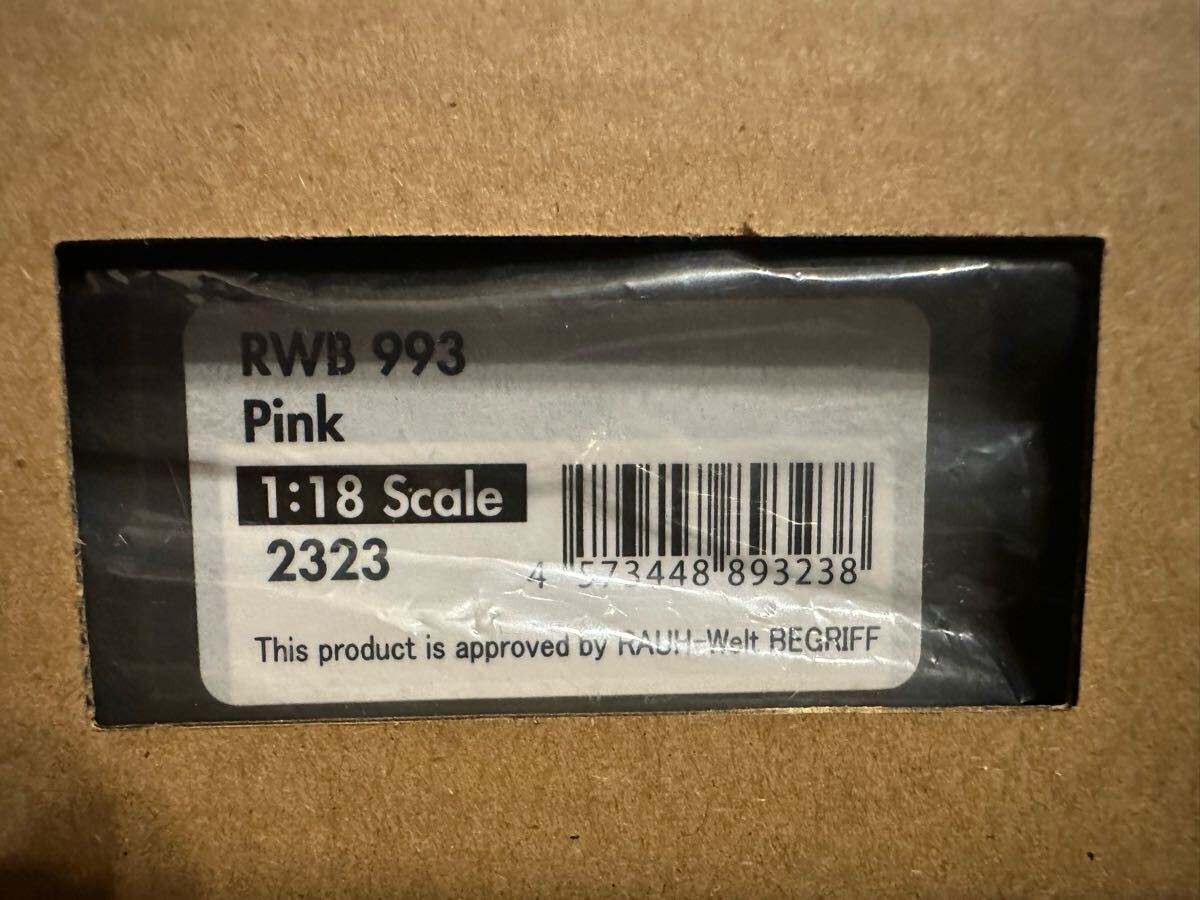 RWB 993
Pink
1:18 Scale
2323
4 573448 893238
This product is approved by RAUH-Welt BEGRIFF